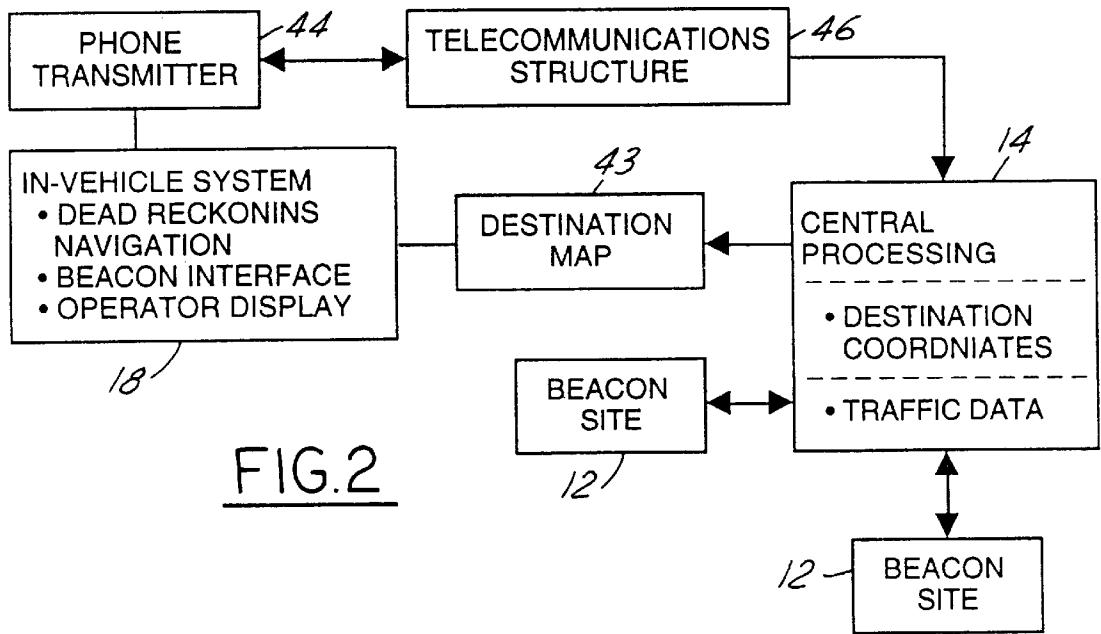 PHONE
TRANSMITTER
44
TELECOMMUNICATIONS
STRUCTURE
46
IN-VEHICLE SYSTEM
• DEAD RECKONINS
NAVIGATION
• BEACON INTERFACE
• OPERATOR DISPLAY
18
43
DESTINATION
MAP
14
CENTRAL
PROCESSING
• DESTINATION
COORDNIATES
• TRAFFIC DATA
BEACON
SITE
12
FIG.2
12
BEACON
SITE